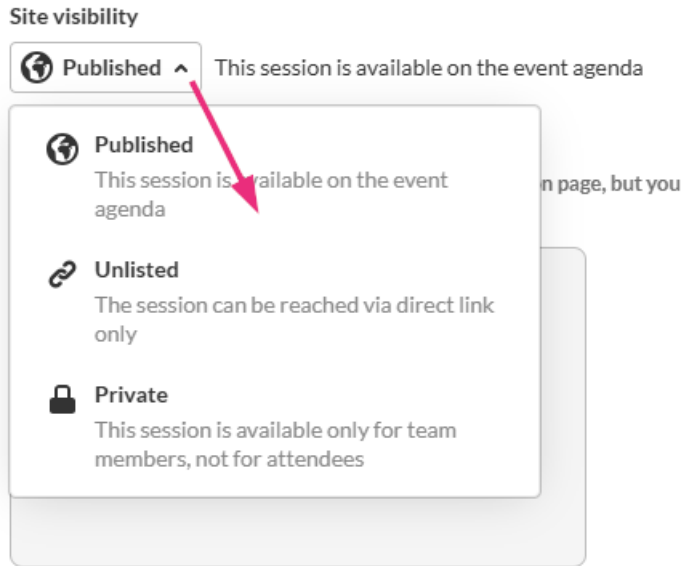 Site visibility
Published This session is available on the event agenda
Published
This session is available on the event
agenda
n page, but you
Unlisted
The session can be reached via direct link
only
Private
This session is available only for team
members, not for attendees